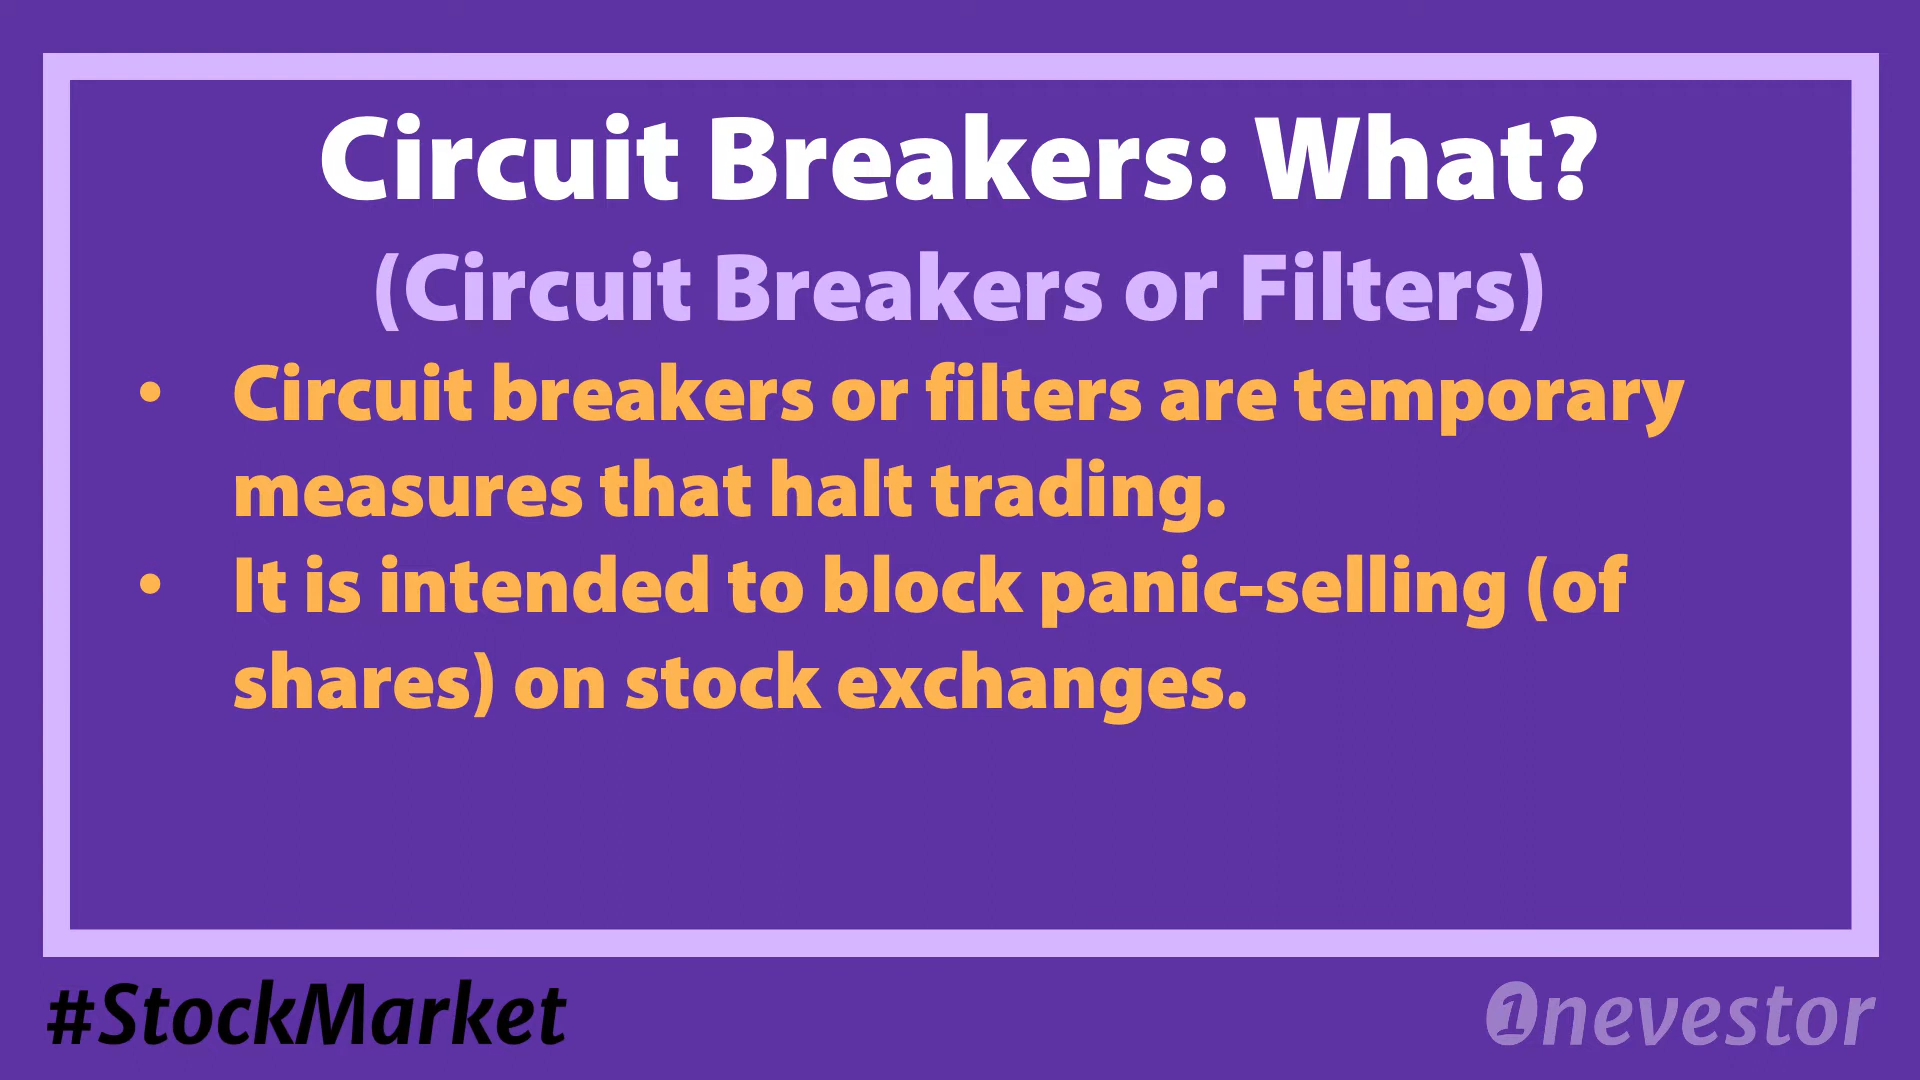 Circuit Breakers: What?
(Circuit Breakers or Filters)
• Circuit breakers or filters are temporary
measures that halt trading.
• It is intended to block panic-selling (of
shares) on stock exchanges.
#StockMarket
1nevestor